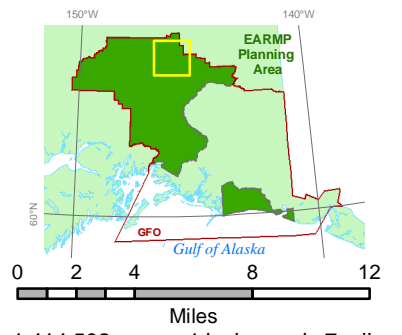 150°W 140°W
EARMP
Planning
Area
60°N
GFO
Gulf of Alaska
0 2 4 8 12
Miles